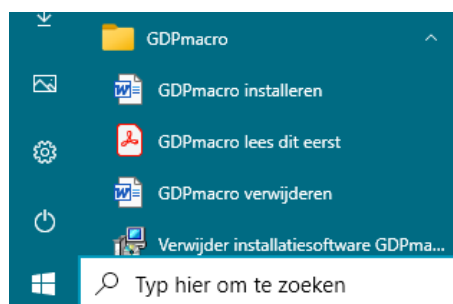 GDPmacro
GDPmacro installeren
GDPmacro lees dit eerst
GDPmacro verwijderen
Verwijder installatiesoftware GDPma...
Typ hier om te zoeken